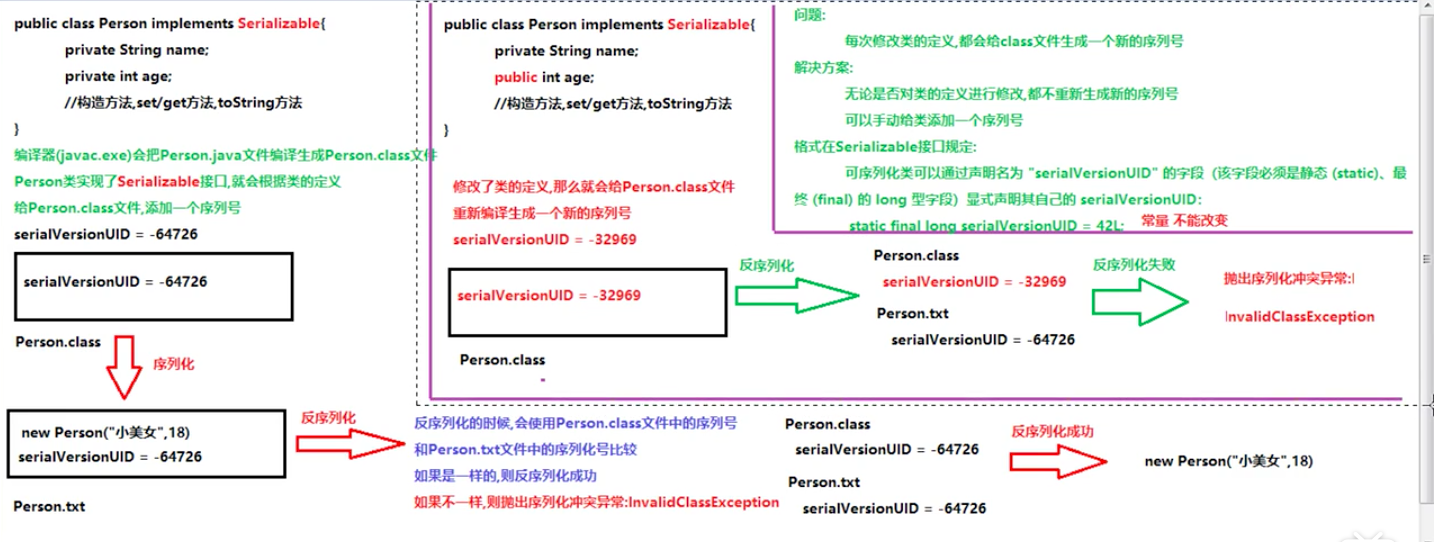 public class Person implements Serializable{
private String name;
private int age;
//构造方法,set/get方法,toString方法
}
编译器(javac.exe)会把Person.java文件编译生成Person.class文件
Person类实现了Serializable接口,就会根据类的定义
给Person.class文件,添加一个序列号
serialVersionUID = -64726
serialVersionUID = -64726
Person.class
序列化
new Person("小美女",18)
serialVersionUID = -64726
Person.txt
反序列化
public class Person implements Serializable{
private String name;
public int age;
//构造方法,set/get方法,toString方法
}
修改了类的定义,那么就会给Person.class文件
重新编译生成一个新的序列号
serialVersionUID = -32969
serialVersionUID = -32969
Person.class
反序列化
问题:
每次修改类的定义,都会给class文件生成一个新的序列号
解决方案:
无论是否对类的定义进行修改,都不重新生成新的序列号
可以手动给类添加一个序列号
格式在Serializable接口规定:
可序列化类可以通过声明名为 "serialVersionUID" 的字段（该字段必须是静态 (static)、最
终 (final) 的 long 型字段）显式声明其自己的 serialVersionUID:
static final long serialVersionUID = 42L; 常量 不能改变
Person.class
serialVersionUID = -32969
Person.txt
serialVersionUID = -64726
反序列化失败
抛出序列化冲突异常:
InvalidClassException
反序列化的时候,会使用Person.class文件中的序列号
和Person.txt文件中的序列化号比较
如果是一样的,则反序列化成功
如果不一样,则抛出序列化冲突异常:InvalidClassException
Person.class
serialVersionUID = -64726
Person.txt
serialVersionUID = -64726
反序列化成功
new Person("小美女",18)